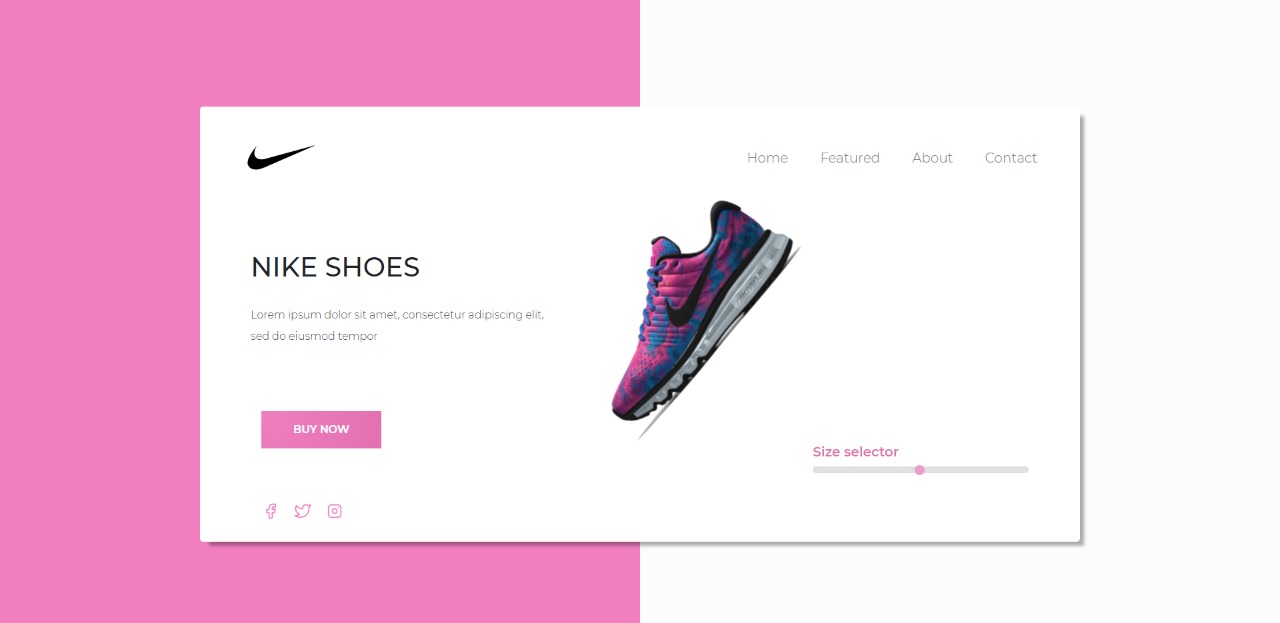 Home Featured About Contact
NIKE SHOES
Lorem ipsum dolor sit amet, consectetur adipiscing elit,
sed do eiusmod tempor
BUY NOW
Size selector